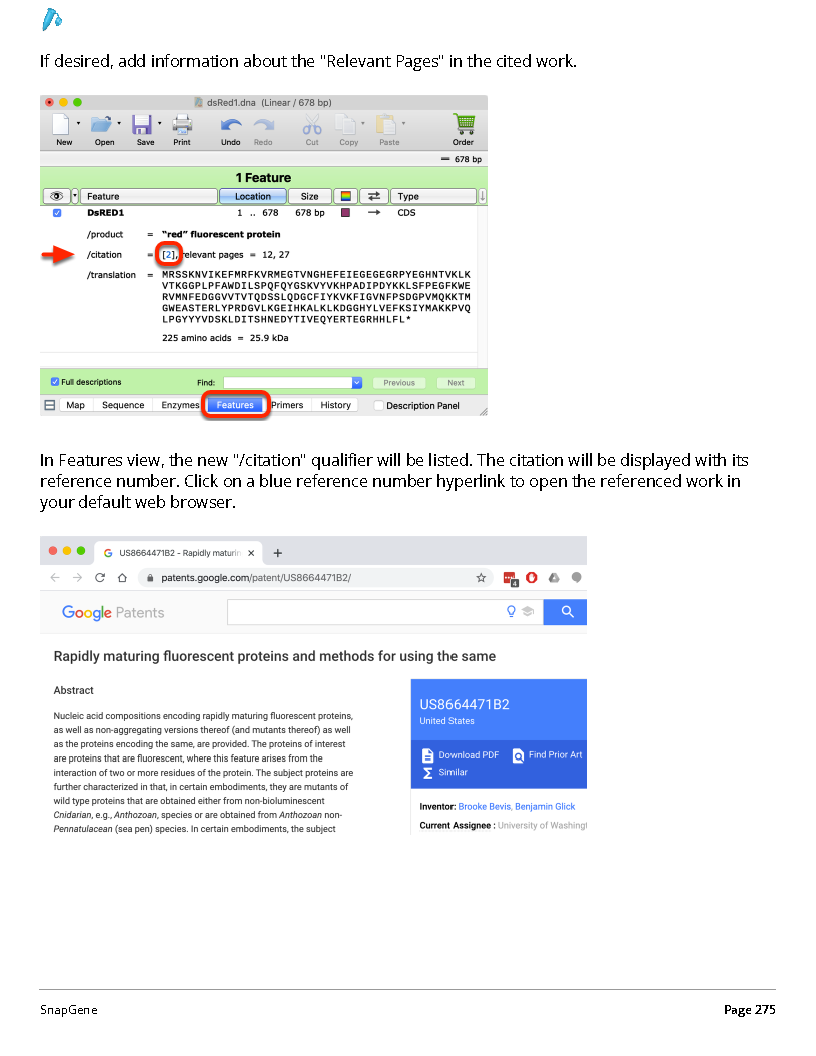 If desired, add information about the "Relevant Pages" in the cited work.
dsRed1.dna (Linear / 678 bp)
New Open Save Print Undo Redo Cut Copy Paste Order
678 bp
1 Feature
Feature Location Size Type
DsRED1 1 .. 678 678 bp CDS
/product = “red” fluorescent protein
/citation = [2], relevant pages = 12, 27
/translation = MRSSKNVIKEFMRFKVRMEGTVNGHEFEIEGEGEGRPYEGHNTVKLK
VTKGGPLPFAWDILSPQFQYGSKVYVKHPADIPDYKKLSFPEGFKWE
RVMNFEDGGVVTVTQDSSLQDGCFIYKVKFIGVNFPSDGPVMQKKTM
GWEASTERLYPRDGVLKGEIHKALKLKDGGHYLVEFKSIYMAKKPVQ
LPGYYYVDSKLDITSHNEDYTIVEQYERTEGRHHLFL*
225 amino acids = 25.9 kDa
Full descriptions Find: Previous Next
Map Sequence Enzymes Features Primers History Description Panel
In Features view, the new "/citation" qualifier will be listed. The citation will be displayed with its
reference number. Click on a blue reference number hyperlink to open the referenced work in
your default web browser.
US8664471B2 - Rapidly maturin
patents.google.com/patent/US8664471B2/
4
Google Patents
Rapidly maturing fluorescent proteins and methods for using the same
Abstract
Nucleic acid compositions encoding rapidly maturing fluorescent proteins,
as well as non-aggregating versions thereof (and mutants thereof) as well
as the proteins encoding the same, are provided. The proteins of interest
are proteins that are fluorescent, where this feature arises from the
interaction of two or more residues of the protein. The subject proteins are
further characterized in that, in certain embodiments, they are mutants of
wild type proteins that are obtained either from non-bioluminescent
Cnidarian, e.g., Anthozoan, species or are obtained from Anthozoan non-
Pennatulacean (sea pen) species. In certain embodiments, the subject
US8664471B2
United States
Download PDF Find Prior Art
Similar
Inventor: Brooke Bevis, Benjamin Glick
Current Assignee : University of Washingt
SnapGene Page 275